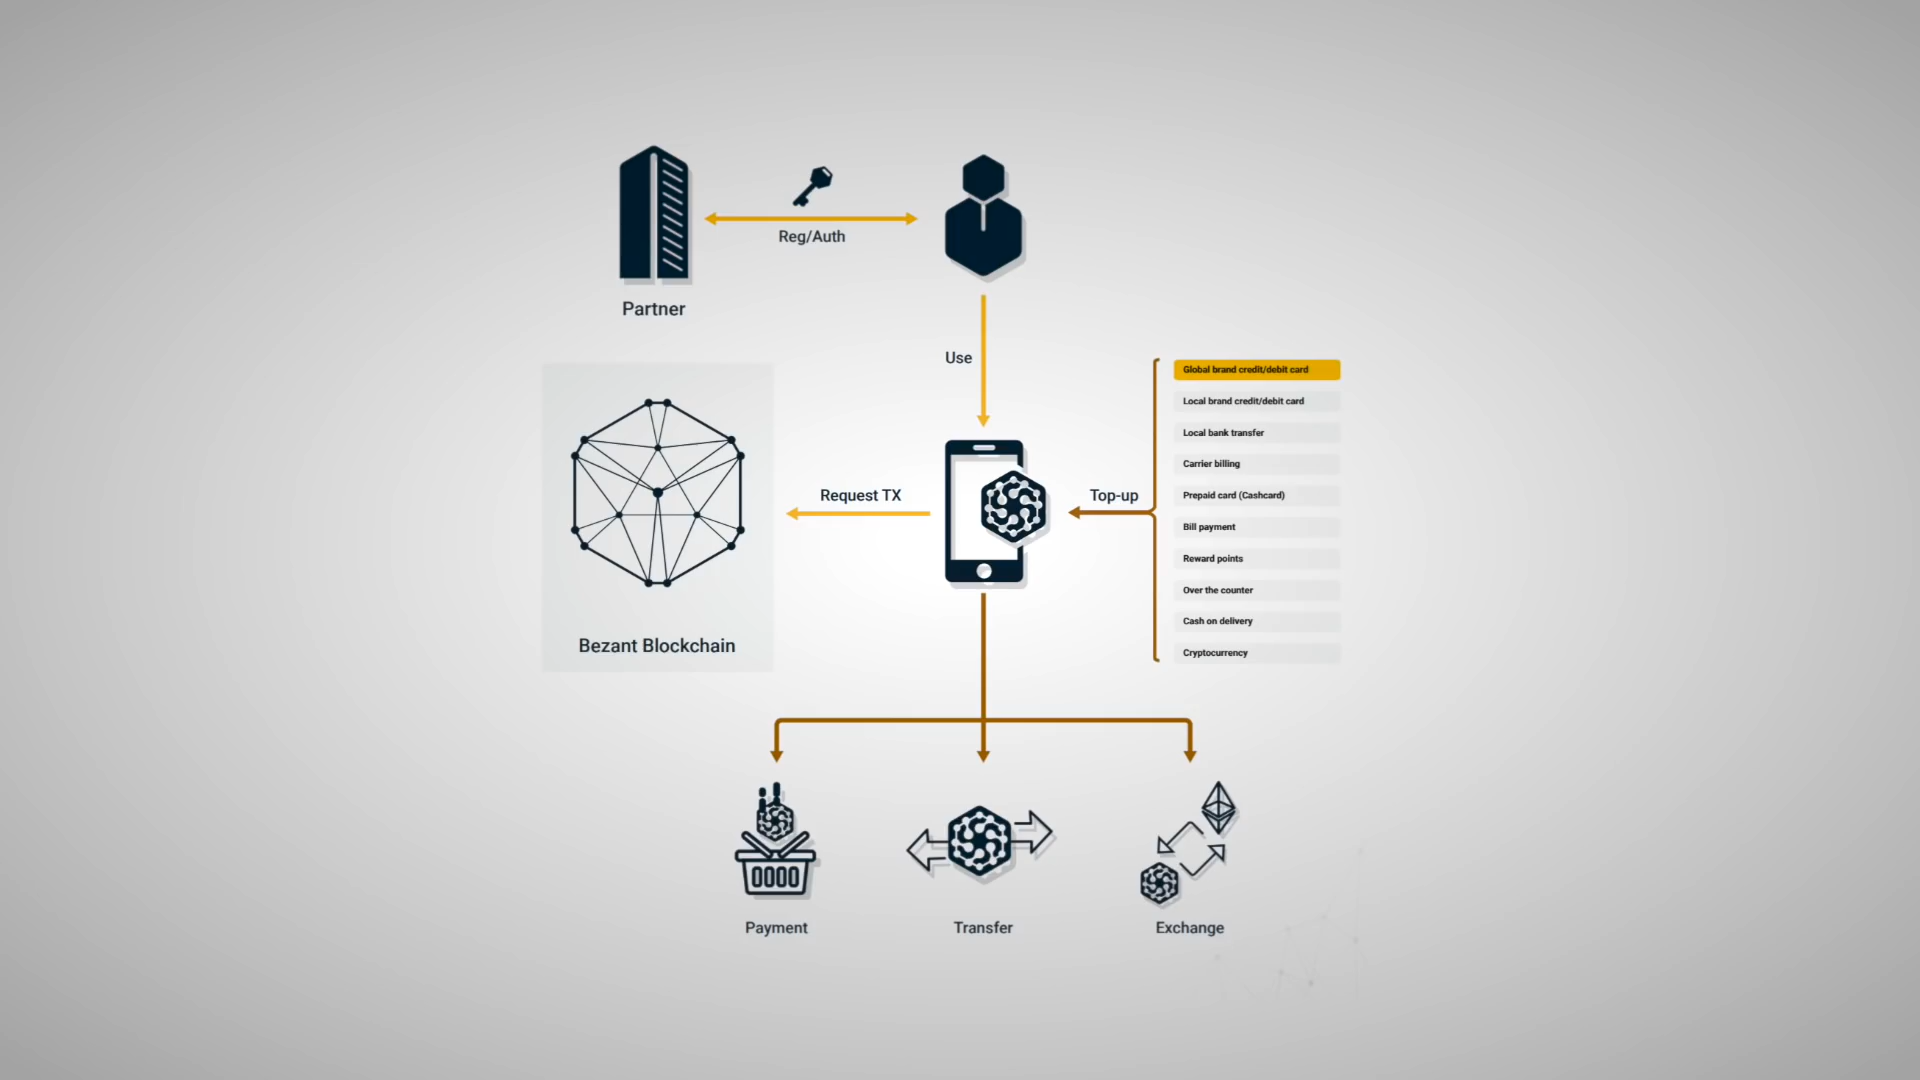 Reg/Auth
Partner
Use
Global brand credit/debit card
Local brand credit/debit card
Local bank transfer
Carrier billing
Request TX
Top-up
Prepaid card (Cashcard)
Bill payment
Reward points
Over the counter
Cash on delivery
Cryptocurrency
Bezant Blockchain
Payment
Transfer
Exchange